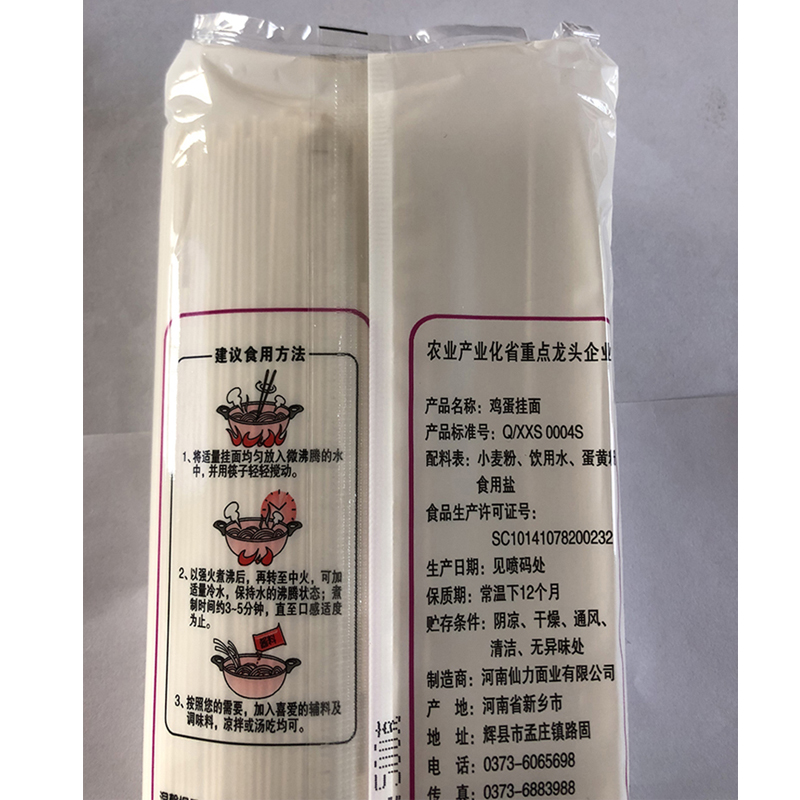 建议食用方法
1、将适量挂面均匀放入微沸腾的水
中，并用筷子轻轻搅动。
2、以强火煮沸后，再转至中火，可加
适量冷水，保持水的沸腾状态；煮
制时间约3~5分钟，直至口感适度
为止。
酱料
3、按照您的需要，加入喜爱的辅料及
调味料，凉拌或汤吃均可。
农业产业化省重点龙头企业
产品名称：鸡蛋挂面
产品标准号：Q/XXS 0004S
配料表：小麦粉、饮用水、蛋黄粉
食用盐
食品生产许可证号：
SC10141078200232
生产日期：见喷码处
保质期：常温下12个月
贮存条件：阴凉、干燥、通风、
清洁、无异味处
制造商：河南仙力面业有限公司
产 地：河南省新乡市
地 址：辉县市孟庄镇路固
电 话：0373-6065698
传 真：0373-6883988
500g